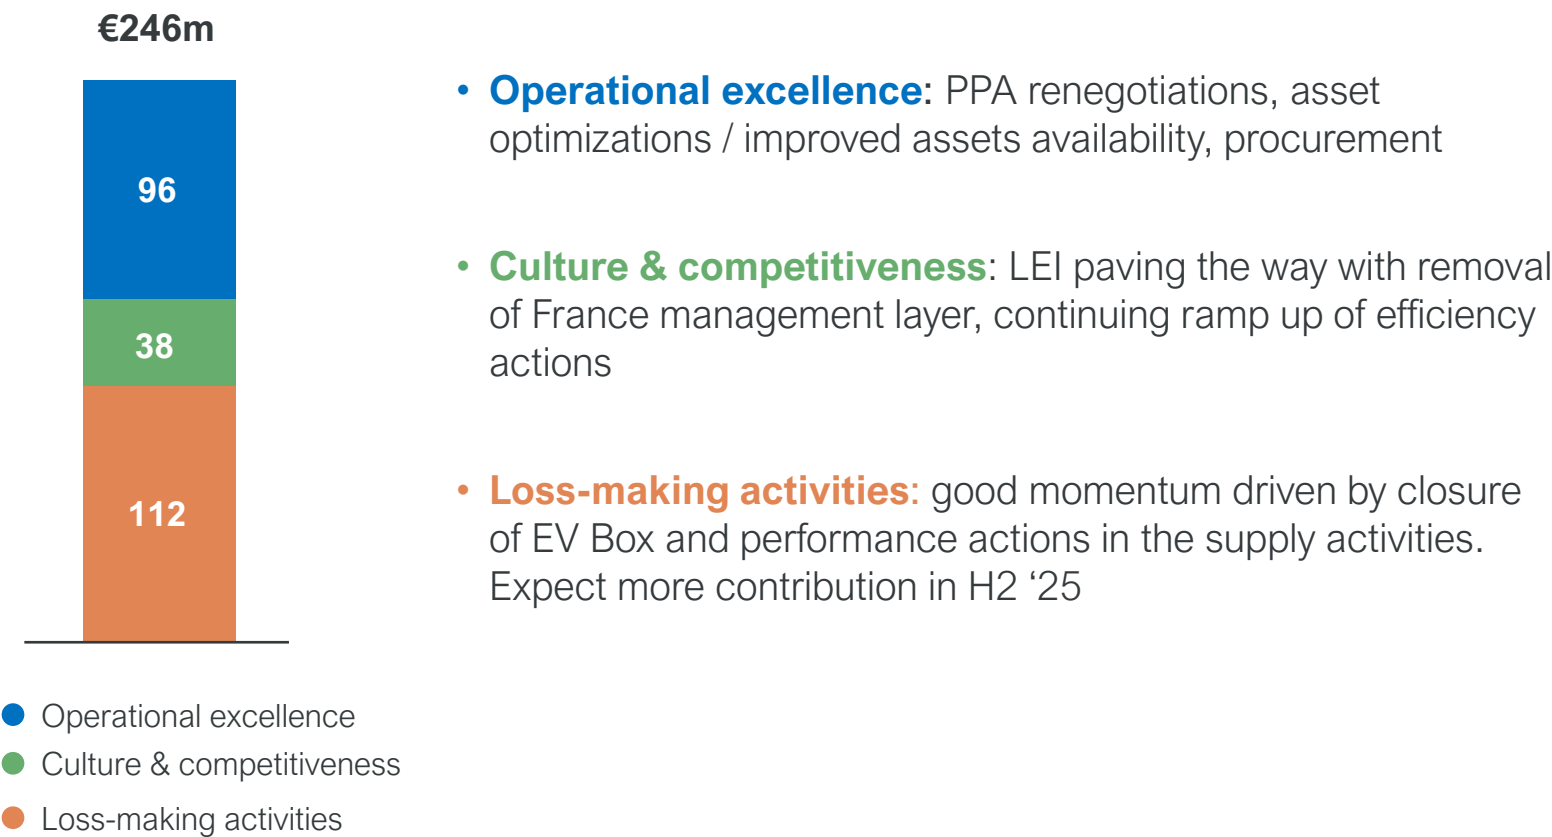 €246m
96
38
112
• Operational excellence: PPA renegotiations, asset
optimizations / improved assets availability, procurement
• Culture & competitiveness: LEI paving the way with removal
of France management layer, continuing ramp up of efficiency
actions
• Loss-making activities: good momentum driven by closure
of EV Box and performance actions in the supply activities.
Expect more contribution in H2 ‘25
Operational excellence
Culture & competitiveness
Loss-making activities